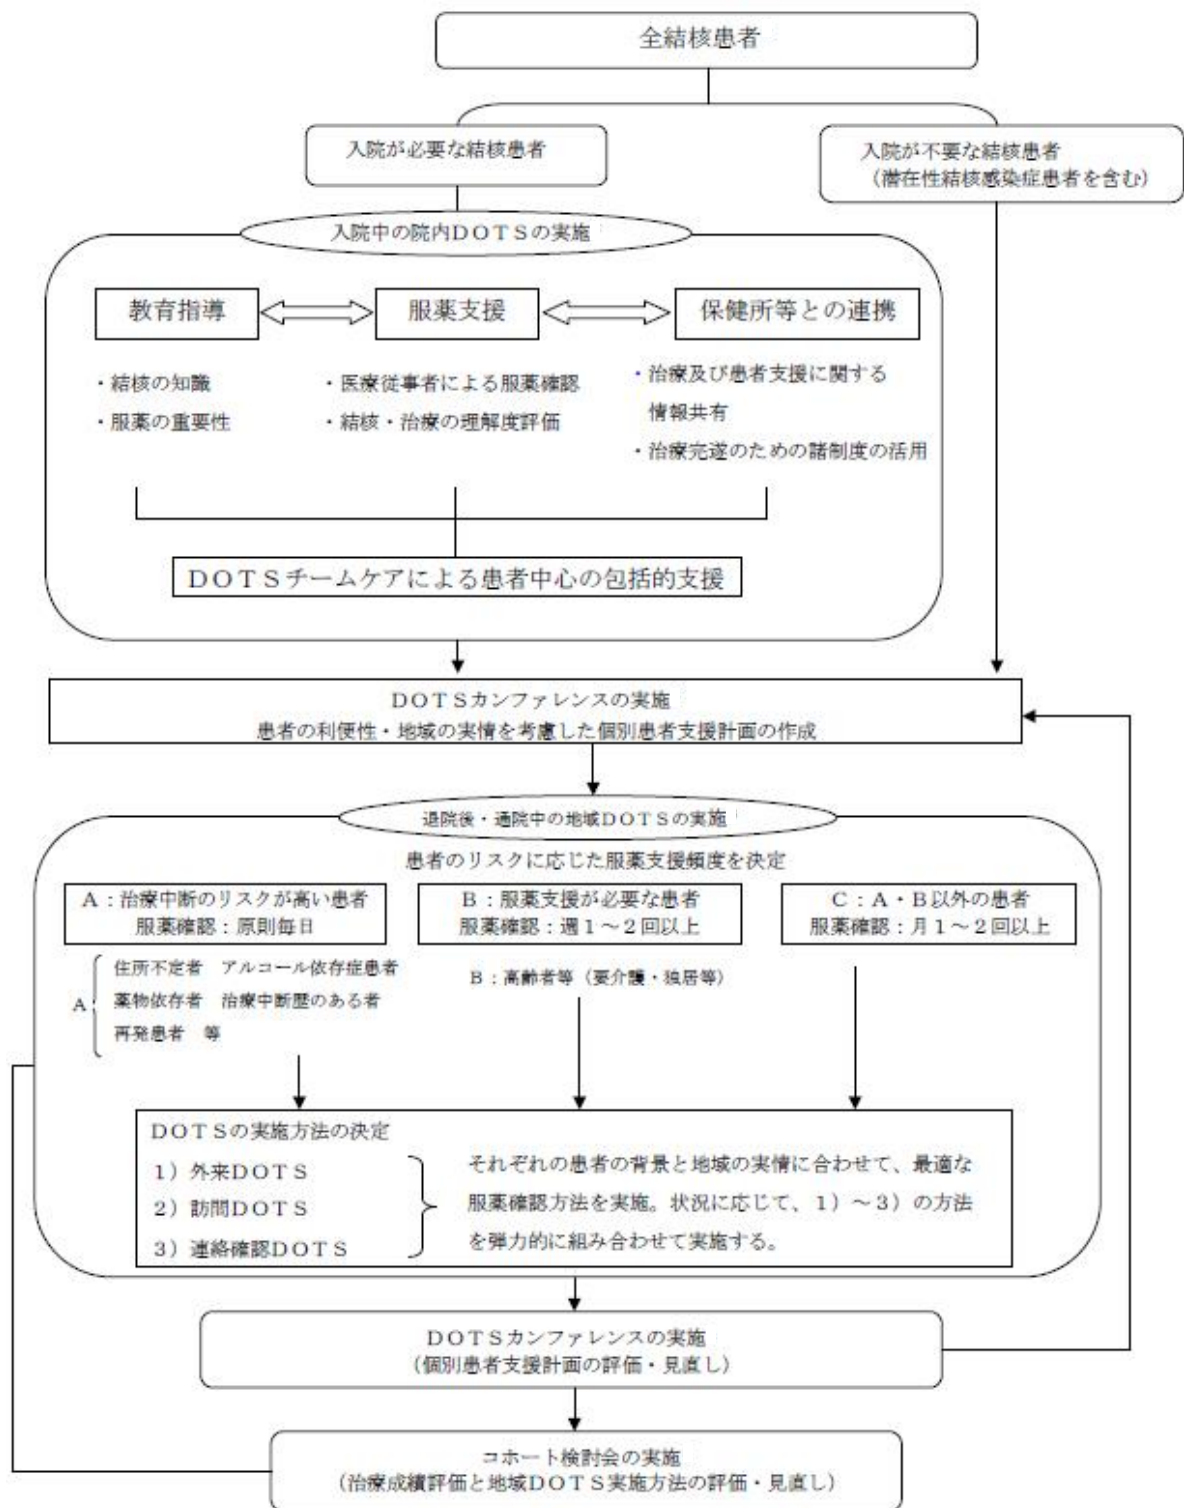 全結核患者
入院が必要な結核患者
入院が不要な結核患者
（潜在性結核感染症患者を含む）
入院中の院内DOTSの実施
教育指導
服薬支援
保健所等との連携
・結核の知識
・服薬の重要性
・医療従事者による服薬確認
・結核・治療の理解度評価
・治療及び患者支援に関する
情報共有
・治療完遂のための諸制度の活用
DOTSチームケアによる患者中心の包括的支援
DOTSカンファレンスの実施
患者の利便性・地域の実情を考慮した個別患者支援計画の作成
退院後・通院中の地域DOTSの実施
患者のリスクに応じた服薬支援頻度を決定
A：治療中断のリスクが高い患者
服薬確認：原則毎日
B：服薬支援が必要な患者
服薬確認：週1～2回以上
C：A・B以外の患者
服薬確認：月1～2回以上
A
住所不定者　アルコール依存症患者
薬物依存者　治療中断歴のある者
再発患者　等
B：高齢者等（要介護・独居等）
DOTSの実施方法の決定
1）外来DOTS
2）訪問DOTS
3）連絡確認DOTS
それぞれの患者の背景と地域の実情に合わせて、最適な
服薬確認方法を実施。状況に応じて、1）～3）の方法
を弾力的に組み合わせて実施する。
DOTSカンファレンスの実施
（個別患者支援計画の評価・見直し）
コホート検討会の実施
（治療成績評価と地域DOTS実施方法の評価・見直し）